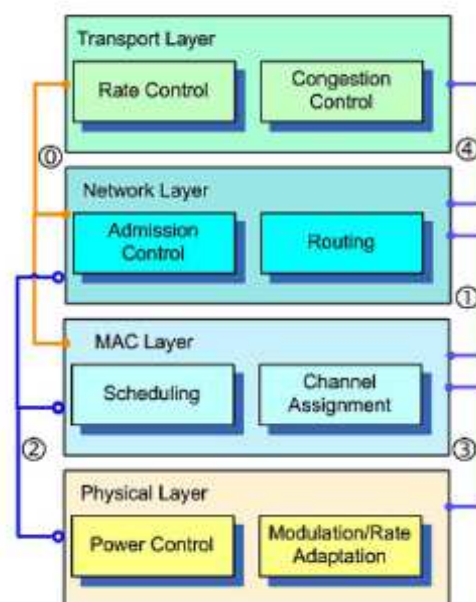 Transport Layer
Rate Control
Congestion
Control
⓪
④
Network Layer
Admission
Control
Routing
①
MAC Layer
Scheduling
Channel
Assignment
②
③
Physical Layer
Power Control
Modulation/Rate
Adaptation